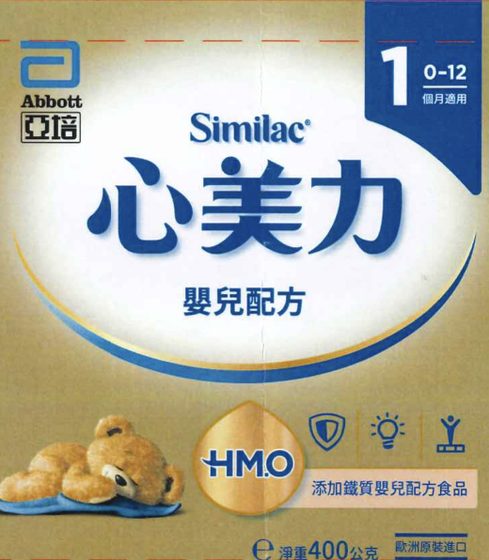 Abbott
亞培
1
0-12
個月適用
Similac®
心美力
嬰兒配方
HMO
添加鐵質嬰兒配方食品
℮ 淨重400公克
歐洲原裝進口